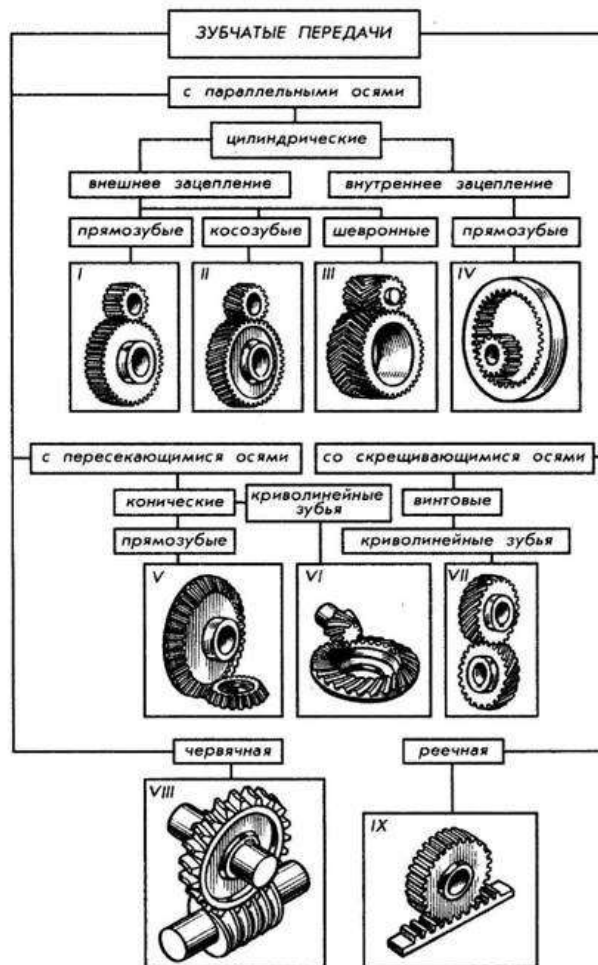 ЗУБЧАТЫЕ ПЕРЕДАЧИ
с параллельными осями
цилиндрические
внешнее зацепление
внутреннее зацепление
прямозубые
косозубые
шевронные
прямозубые
I
II
III
IV
с пересекающимися осями
со скрещивающимися осями
конические
криволинейные
зубья
винтовые
прямозубые
криволинейные зубья
V
VI
VII
червячная
реечная
VIII
IX